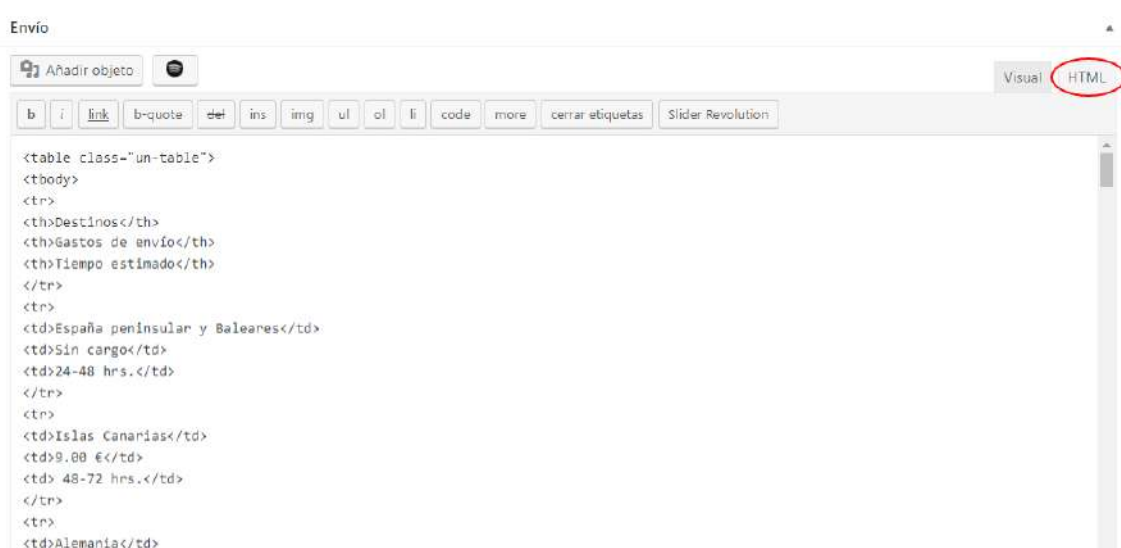 Envío
Añadir objeto
Visual HTML
b i link b-quote del ins img ul ol li code more cerrar etiquetas Slider Revolution
<table class="un-table">
<tbody>
<tr>
<th>Destinos</th>
<th>Gastos de envío</th>
<th>Tiempo estimado</th>
</tr>
<tr>
<td>España peninsular y Baleares</td>
<td>Sin cargo</td>
<td>24-48 hrs.</td>
</tr>
<tr>
<td>Islas Canarias</td>
<td>9.00 €</td>
<td> 48-72 hrs.</td>
</tr>
<tr>
<td>Alemania</td>